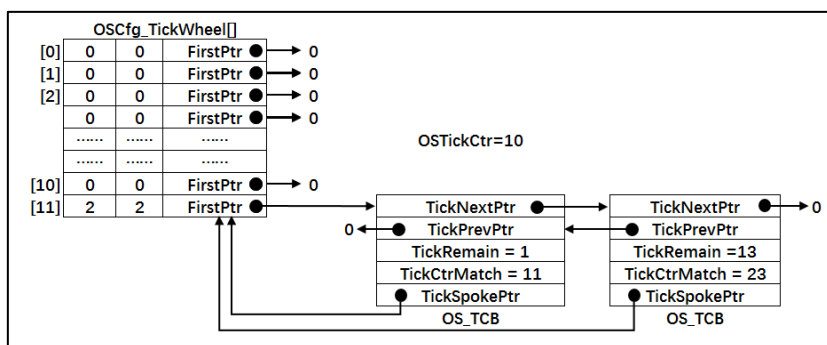 OSCfg_TickWheel[]
[0] 0 0 FirstPtr 0
[1] 0 0 FirstPtr 0
[2] 0 0 FirstPtr 0
0 0 FirstPtr 0
...... ...... ......
...... ...... ......
OSTickCtr=10
[10] 0 0 FirstPtr 0
[11] 2 2 FirstPtr
TickNextPtr
TickNextPtr 0
0 TickPrevPtr
TickPrevPtr
TickRemain = 1
TickRemain =13
TickCtrMatch = 11
TickCtrMatch = 23
TickSpokePtr
TickSpokePtr
OS_TCB
OS_TCB